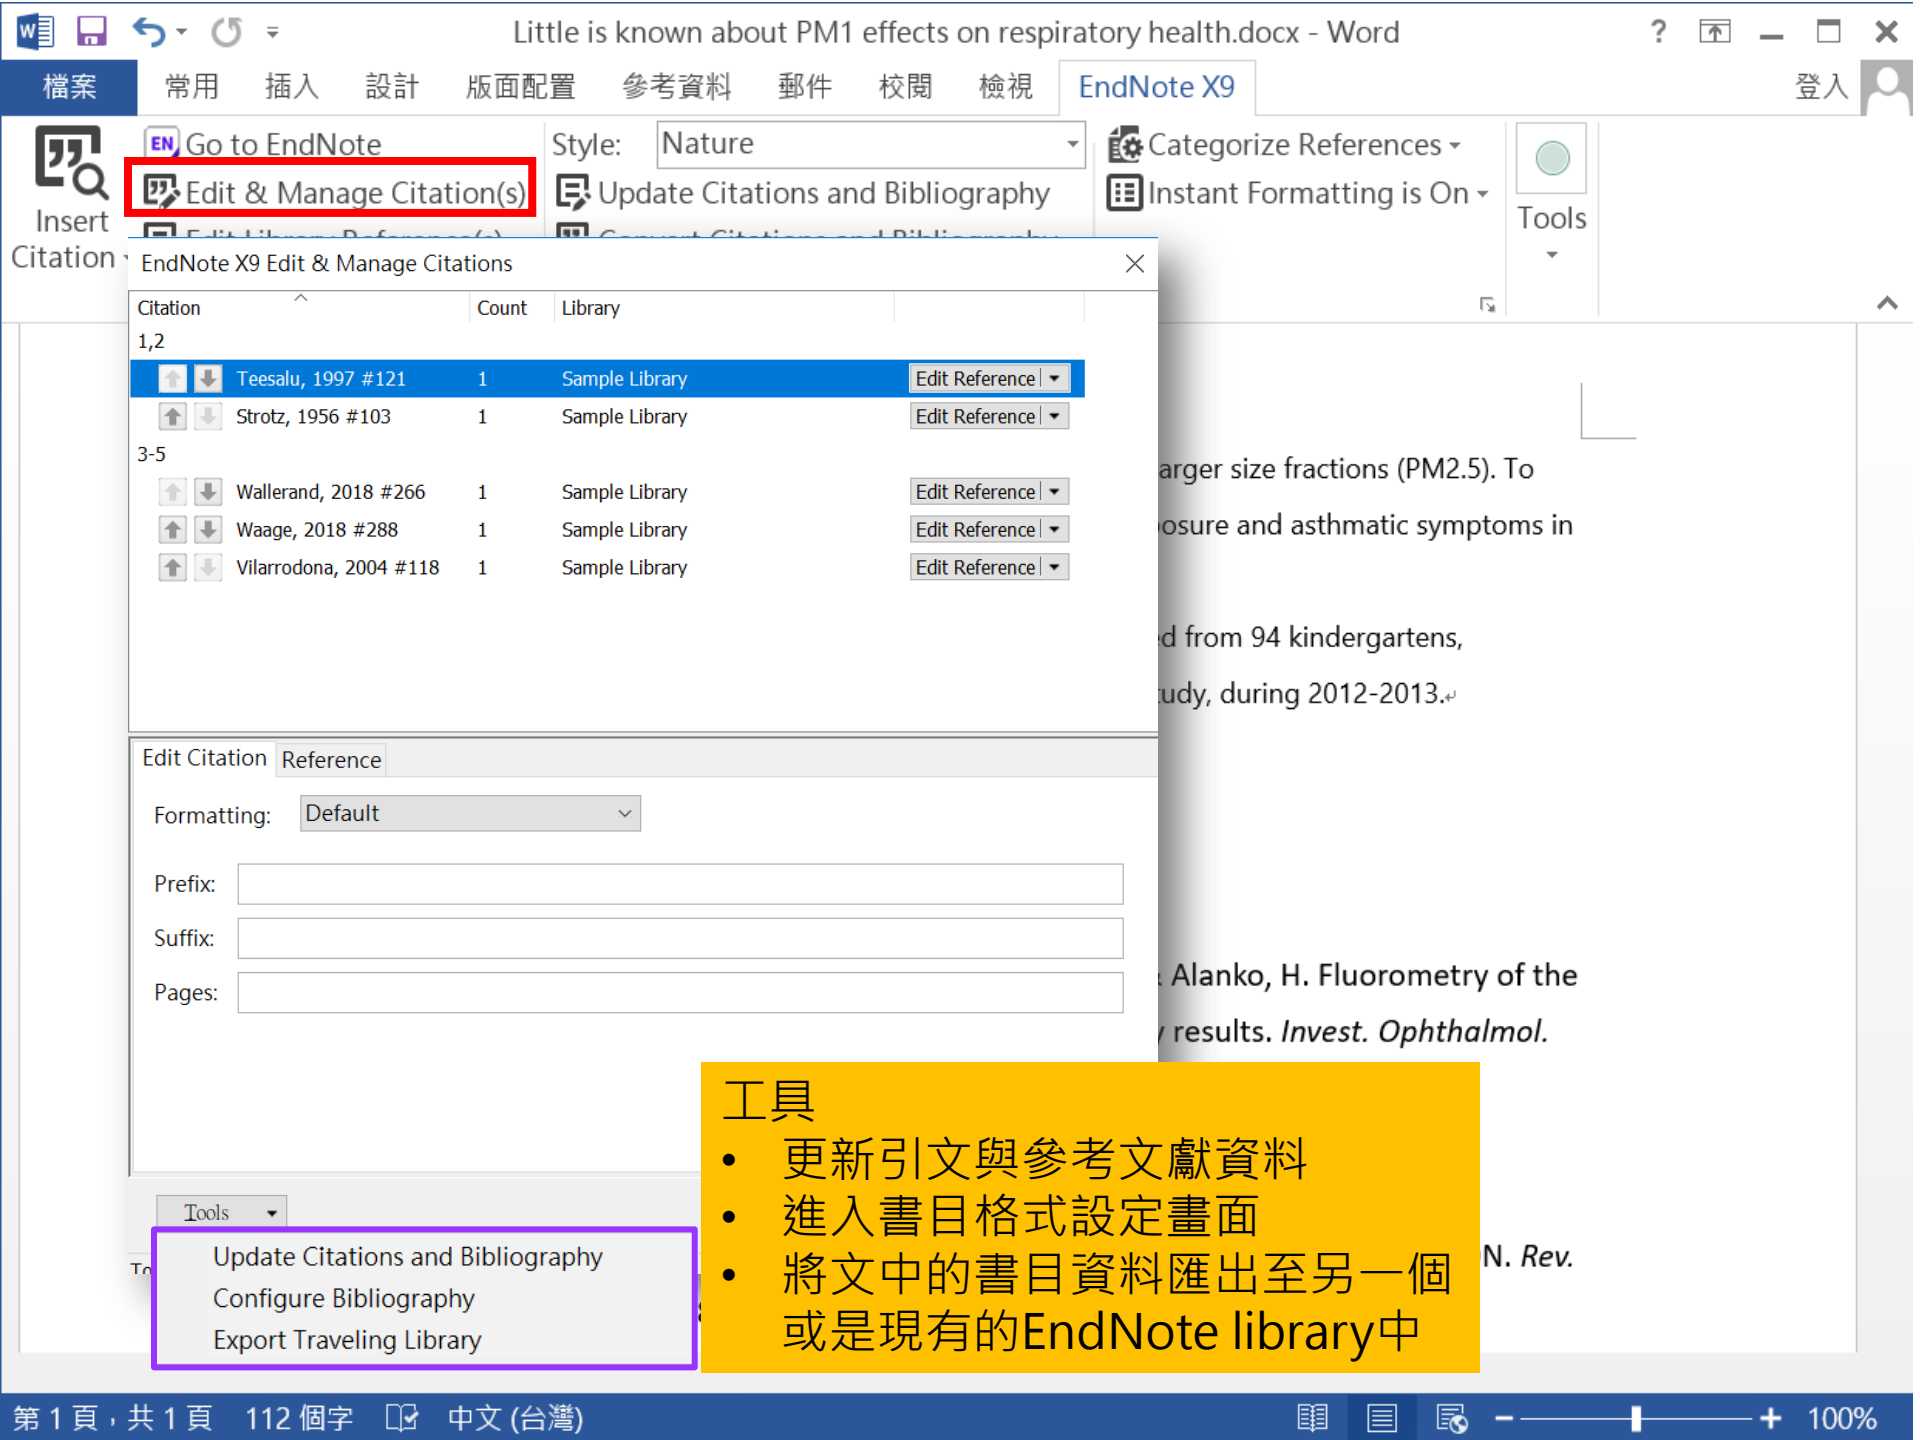 Little is known about PM1 effects on respiratory health.docx - Word
檔案 常用 插入 設計 版面配置 參考資料 郵件 校閱 檢視 EndNote X9 登入
Go to EndNote Style: Nature Categorize References
Edit & Manage Citation(s) Update Citations and Bibliography Instant Formatting is On
Insert Citation
Tools
EndNote X9 Edit & Manage Citations
Citation Count Library
1,2
Teesalu, 1997 #121 1 Sample Library Edit Reference
Strotz, 1956 #103 1 Sample Library Edit Reference
3-5
Wallerand, 2018 #266 1 Sample Library Edit Reference
Waage, 2018 #288 1 Sample Library Edit Reference
Vilarrodona, 2004 #118 1 Sample Library Edit Reference
arger size fractions (PM2.5). To
osure and asthmatic symptoms in
d from 94 kindergartens,
udy, during 2012-2013.
Edit Citation Reference
Formatting: Default
Prefix:
Suffix:
Pages:
Alanko, H. Fluorometry of the
results. Invest. Ophthalmol.
N. Rev.
Tools
Update Citations and Bibliography
Configure Bibliography
Export Traveling Library
工具
• 更新引文與參考文獻資料
• 進入書目格式設定畫面
• 將文中的書目資料匯出至另一個
或是現有的EndNote library中
第 1 頁，共 1 頁 112 個字 中文 (台灣) 100%